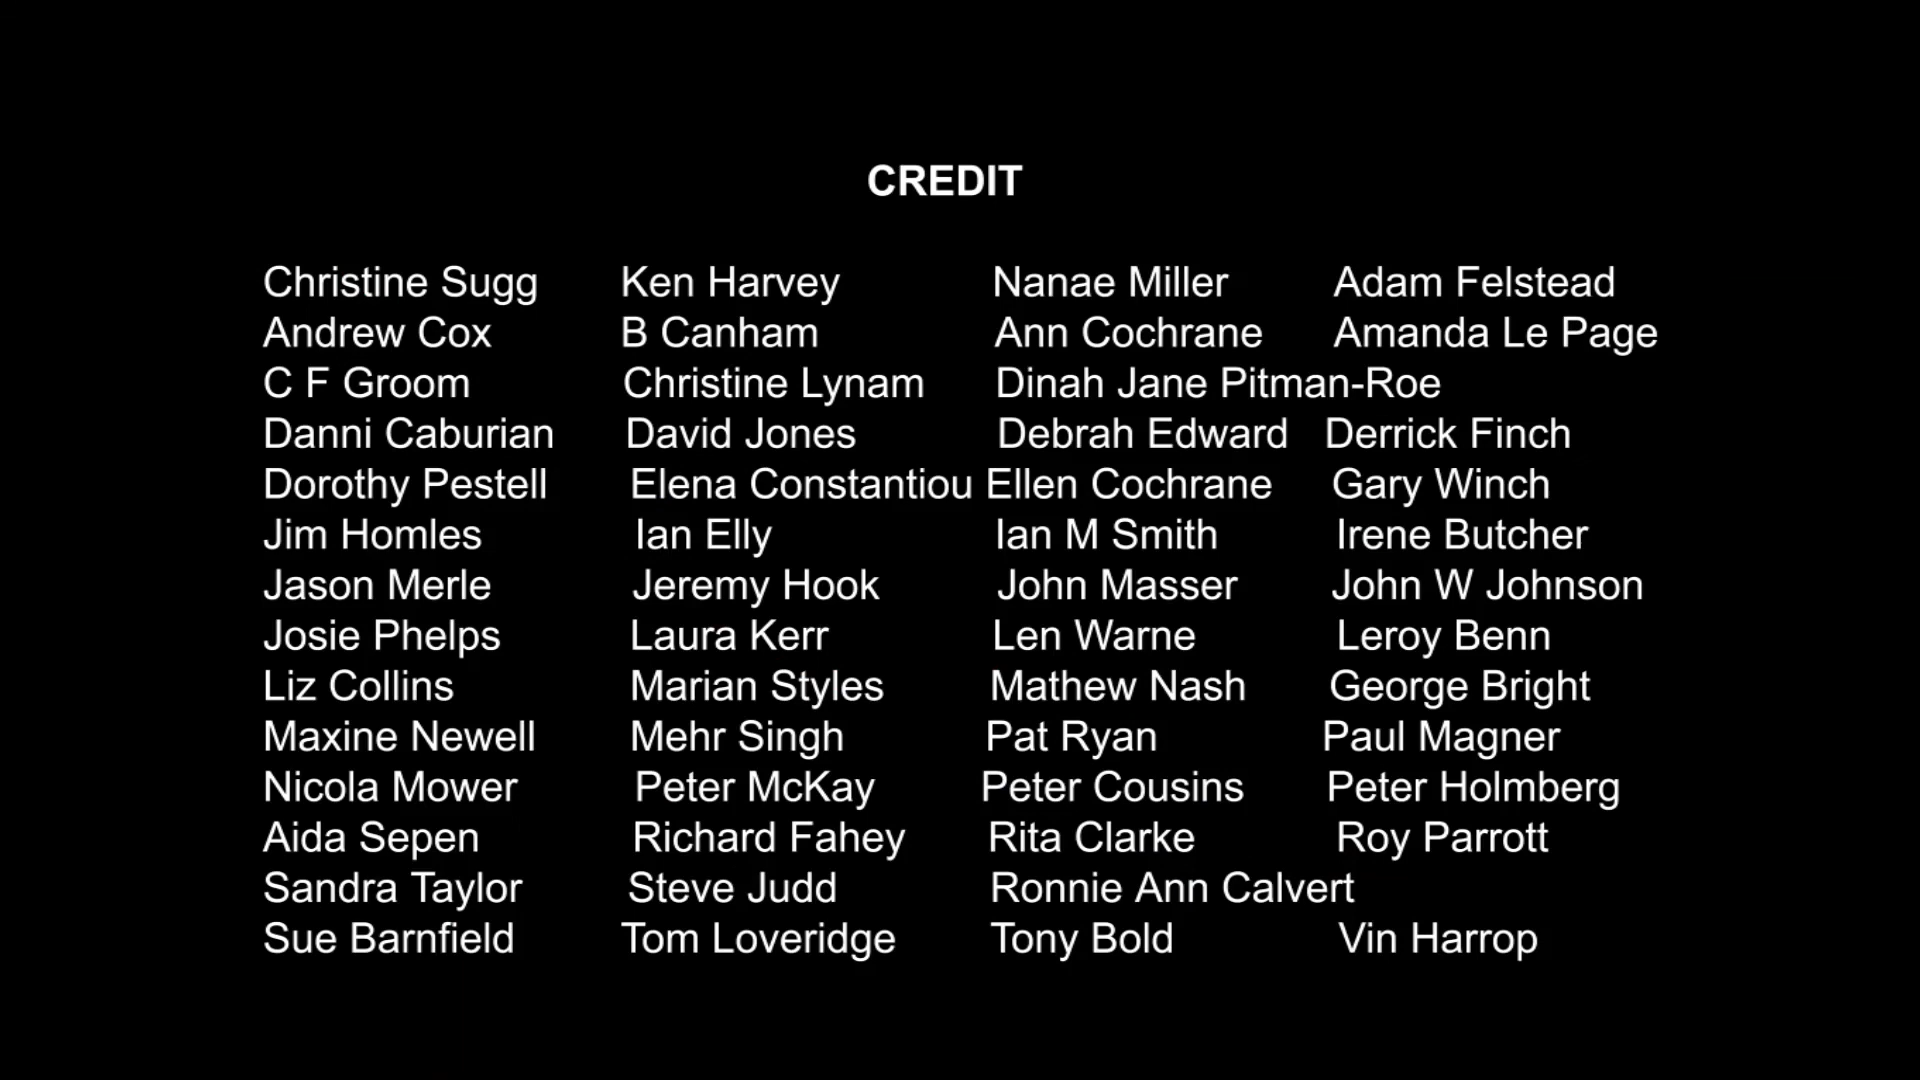 CREDIT
Christine Sugg Ken Harvey Nanae Miller Adam Felstead
Andrew Cox B Canham Ann Cochrane Amanda Le Page
C F Groom Christine Lynam Dinah Jane Pitman-Roe
Danni Caburian David Jones Debrah Edward Derrick Finch
Dorothy Pestell Elena Constantiou Ellen Cochrane Gary Winch
Jim Homles Ian Elly Ian M Smith Irene Butcher
Jason Merle Jeremy Hook John Masser John W Johnson
Josie Phelps Laura Kerr Len Warne Leroy Benn
Liz Collins Marian Styles Mathew Nash George Bright
Maxine Newell Mehr Singh Pat Ryan Paul Magner
Nicola Mower Peter McKay Peter Cousins Peter Holmberg
Aida Sepen Richard Fahey Rita Clarke Roy Parrott
Sandra Taylor Steve Judd Ronnie Ann Calvert
Sue Barnfield Tom Loveridge Tony Bold Vin Harrop